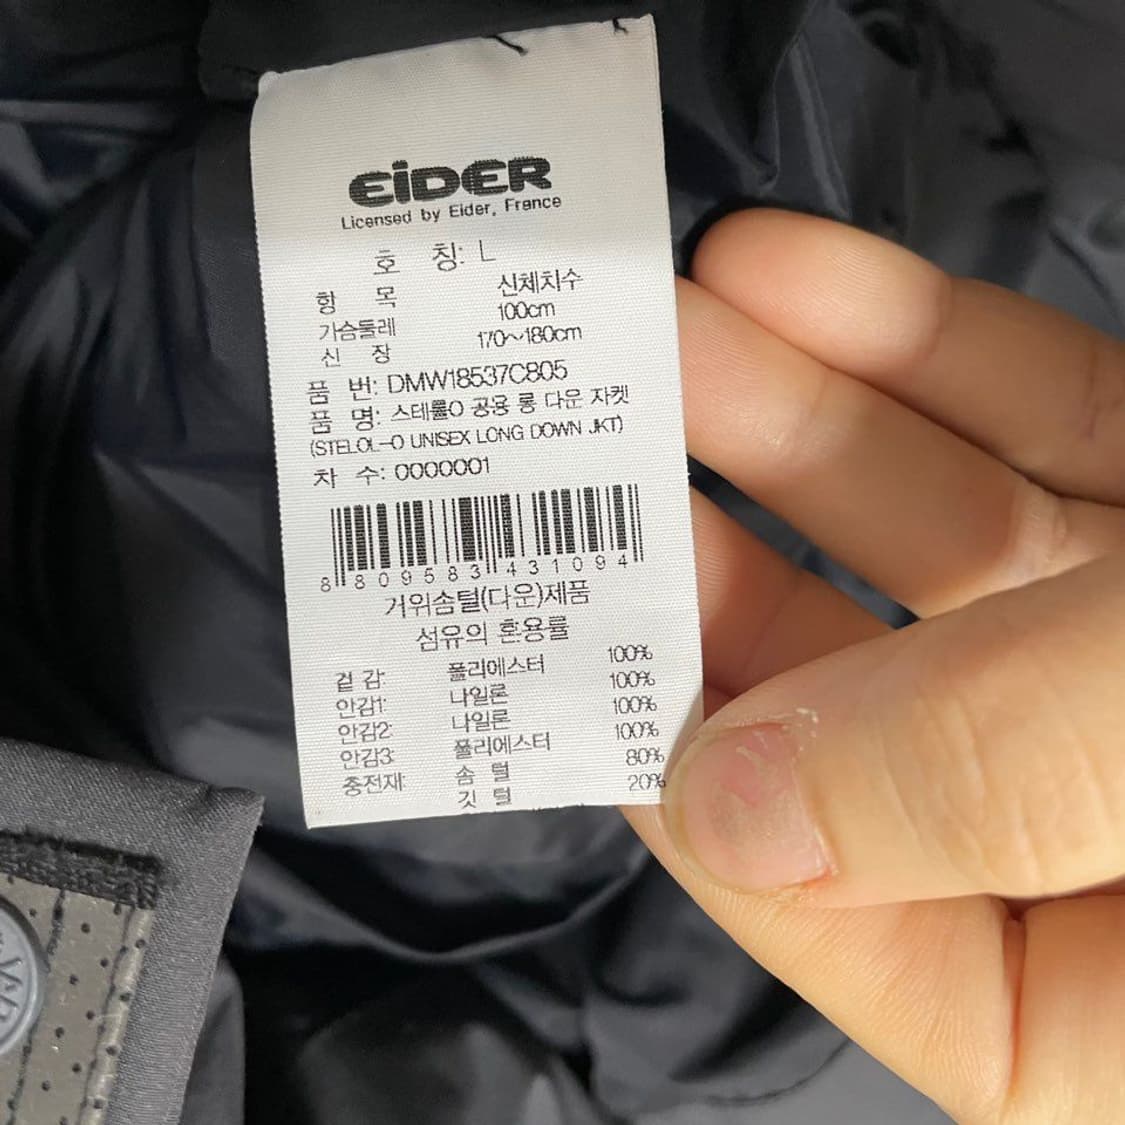 EiDER
Licensed by Eider, France
호 칭: L
항 목 신체치수
가슴둘레 100cm
신 장 170~180cm
품 번: DMW18537C805
품 명: 스테롤O 공용 롱 다운 자켓
(STELOL-O UNISEX LONG DOWN JKT)
차 수: 0000001
8 809583 431094
거위솜털(다운)제품
섬유의 혼용률
겉감: 폴리에스터 100%
안감1: 나일론 100%
안감2: 나일론 100%
안감3: 폴리에스터 100%
충전재: 솜 털 80%
깃 털 20%